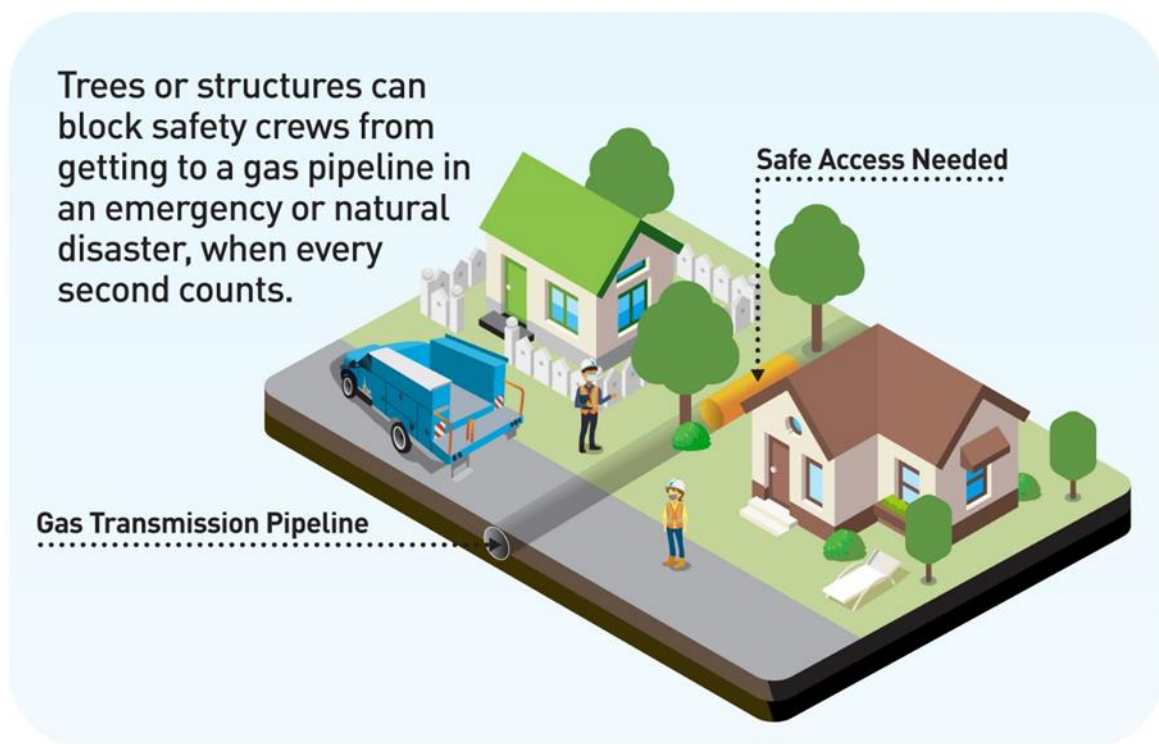 Trees or structures can
block safety crews from
getting to a gas pipeline in
an emergency or natural
disaster, when every
second counts.
Safe Access Needed
Gas Transmission Pipeline